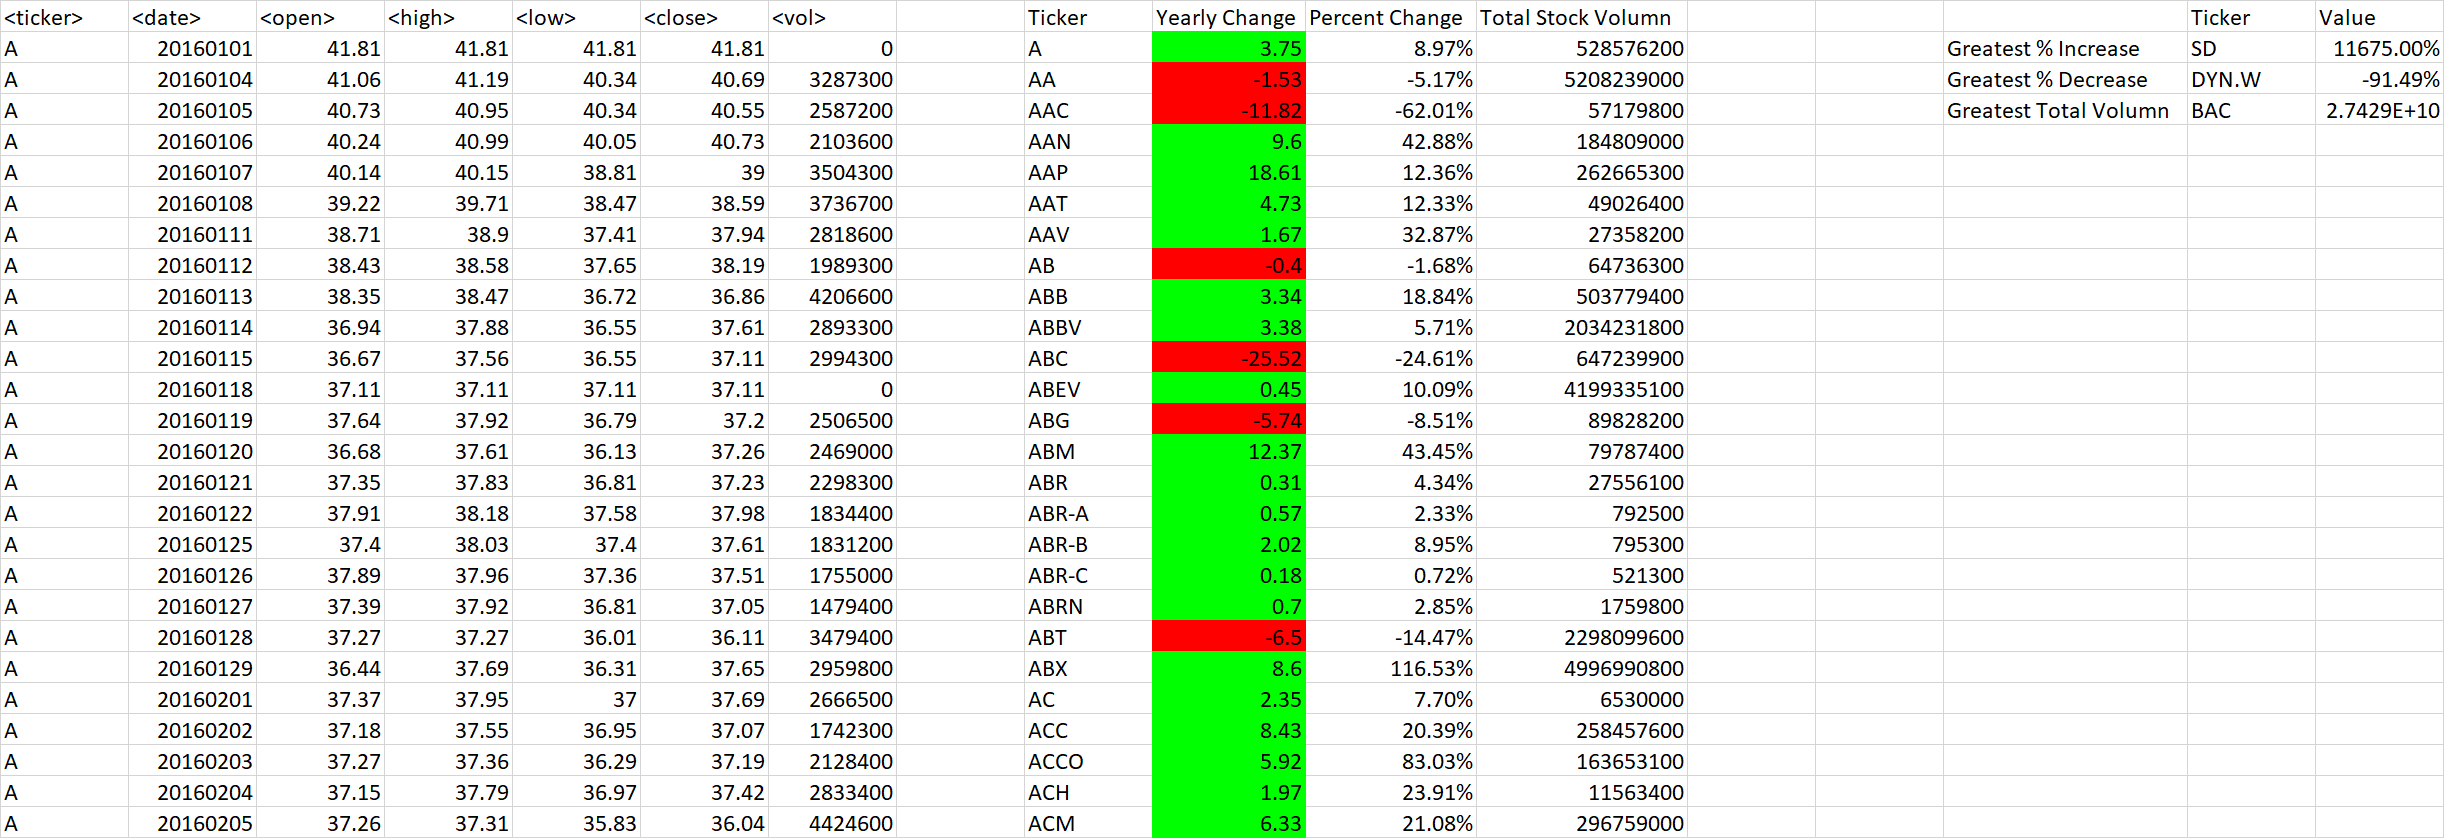 <ticker> <date> <open> <high> <low> <close> <vol> Ticker Yearly Change Percent Change Total Stock Volumn Ticker Value
A 20160101 41.81 41.81 41.81 41.81 0 A 3.75 8.97% 528576200 Greatest % Increase SD 11675.00%
A 20160104 41.06 41.19 40.34 40.69 3287300 AA -1.53 -5.17% 5208239000 Greatest % Decrease DYN.W -91.49%
A 20160105 40.73 40.95 40.34 40.55 2587200 AAC -11.82 -62.01% 57179800 Greatest Total Volumn BAC 2.7429E+10
A 20160106 40.24 40.99 40.05 40.73 2103600 AAN 9.6 42.88% 184809000
A 20160107 40.14 40.15 38.81 39 3504300 AAP 18.61 12.36% 262665300
A 20160108 39.22 39.71 38.47 38.59 3736700 AAT 4.73 12.33% 49026400
A 20160111 38.71 38.9 37.41 37.94 2818600 AAV 1.67 32.87% 27358200
A 20160112 38.43 38.58 37.65 38.19 1989300 AB -0.4 -1.68% 64736300
A 20160113 38.35 38.47 36.72 36.86 4206600 ABB 3.34 18.84% 503779400
A 20160114 36.94 37.88 36.55 37.61 2893300 ABBV 3.38 5.71% 2034231800
A 20160115 36.67 37.56 36.55 37.11 2994300 ABC -25.52 -24.61% 647239900
A 20160118 37.11 37.11 37.11 37.11 0 ABEV 0.45 10.09% 4199335100
A 20160119 37.64 37.92 36.79 37.2 2506500 ABG -5.74 -8.51% 89828200
A 20160120 36.68 37.61 36.13 37.26 2469000 ABM 12.37 43.45% 79787400
A 20160121 37.35 37.83 36.81 37.23 2298300 ABR 0.31 4.34% 27556100
A 20160122 37.91 38.18 37.58 37.98 1834400 ABR-A 0.57 2.33% 792500
A 20160125 37.4 38.03 37.4 37.61 1831200 ABR-B 2.02 8.95% 795300
A 20160126 37.89 37.96 37.36 37.51 1755000 ABR-C 0.18 0.72% 521300
A 20160127 37.39 37.92 36.81 37.05 1479400 ABRN 0.7 2.85% 1759800
A 20160128 37.27 37.27 36.01 36.11 3479400 ABT -6.5 -14.47% 2298099600
A 20160129 36.44 37.69 36.31 37.65 2959800 ABX 8.6 116.53% 4996990800
A 20160201 37.37 37.95 37 37.69 2666500 AC 2.35 7.70% 6530000
A 20160202 37.18 37.55 36.95 37.07 1742300 ACC 8.43 20.39% 258457600
A 20160203 37.27 37.36 36.29 37.19 2128400 ACCO 5.92 83.03% 163653100
A 20160204 37.15 37.79 36.97 37.42 2833400 ACH 1.97 23.91% 11563400
A 20160205 37.26 37.31 35.83 36.04 4424600 ACM 6.33 21.08% 296759000